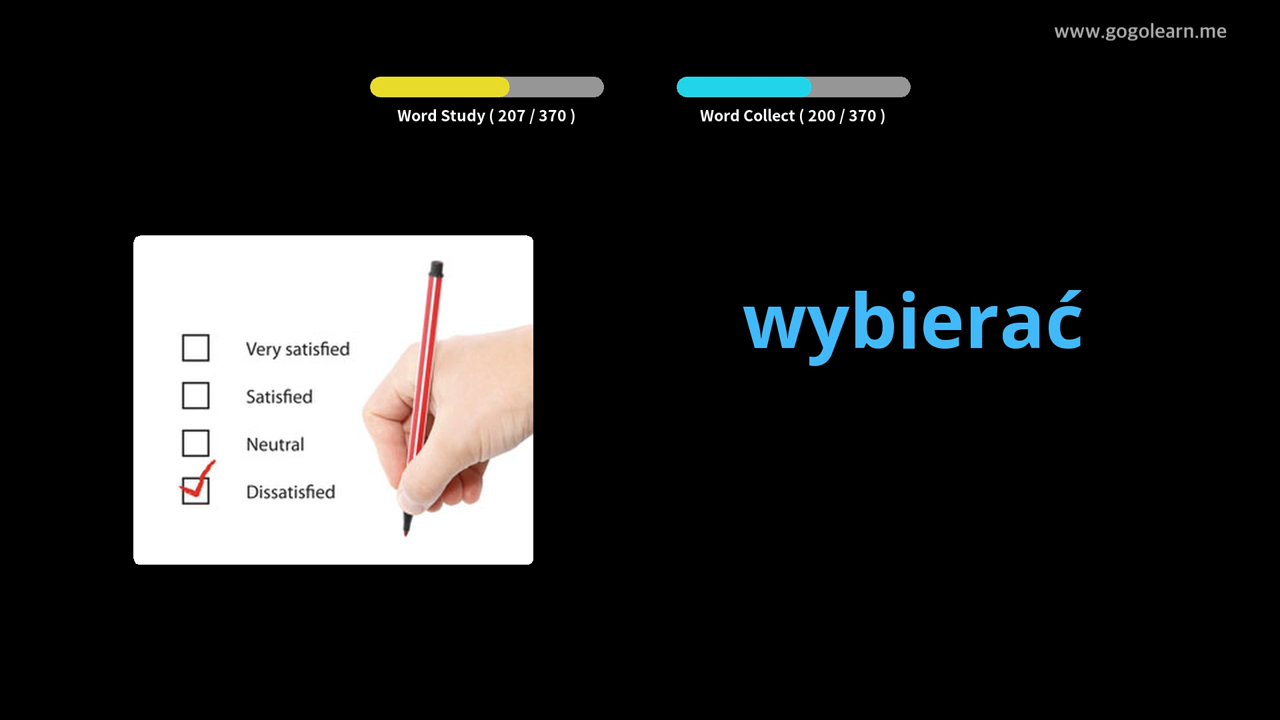 www.gogolearn.me
Word Study ( 207 / 370 )
Word Collect ( 200 / 370 )
Very satisfied
Satisfied
Neutral
Dissatisfied
wybierać